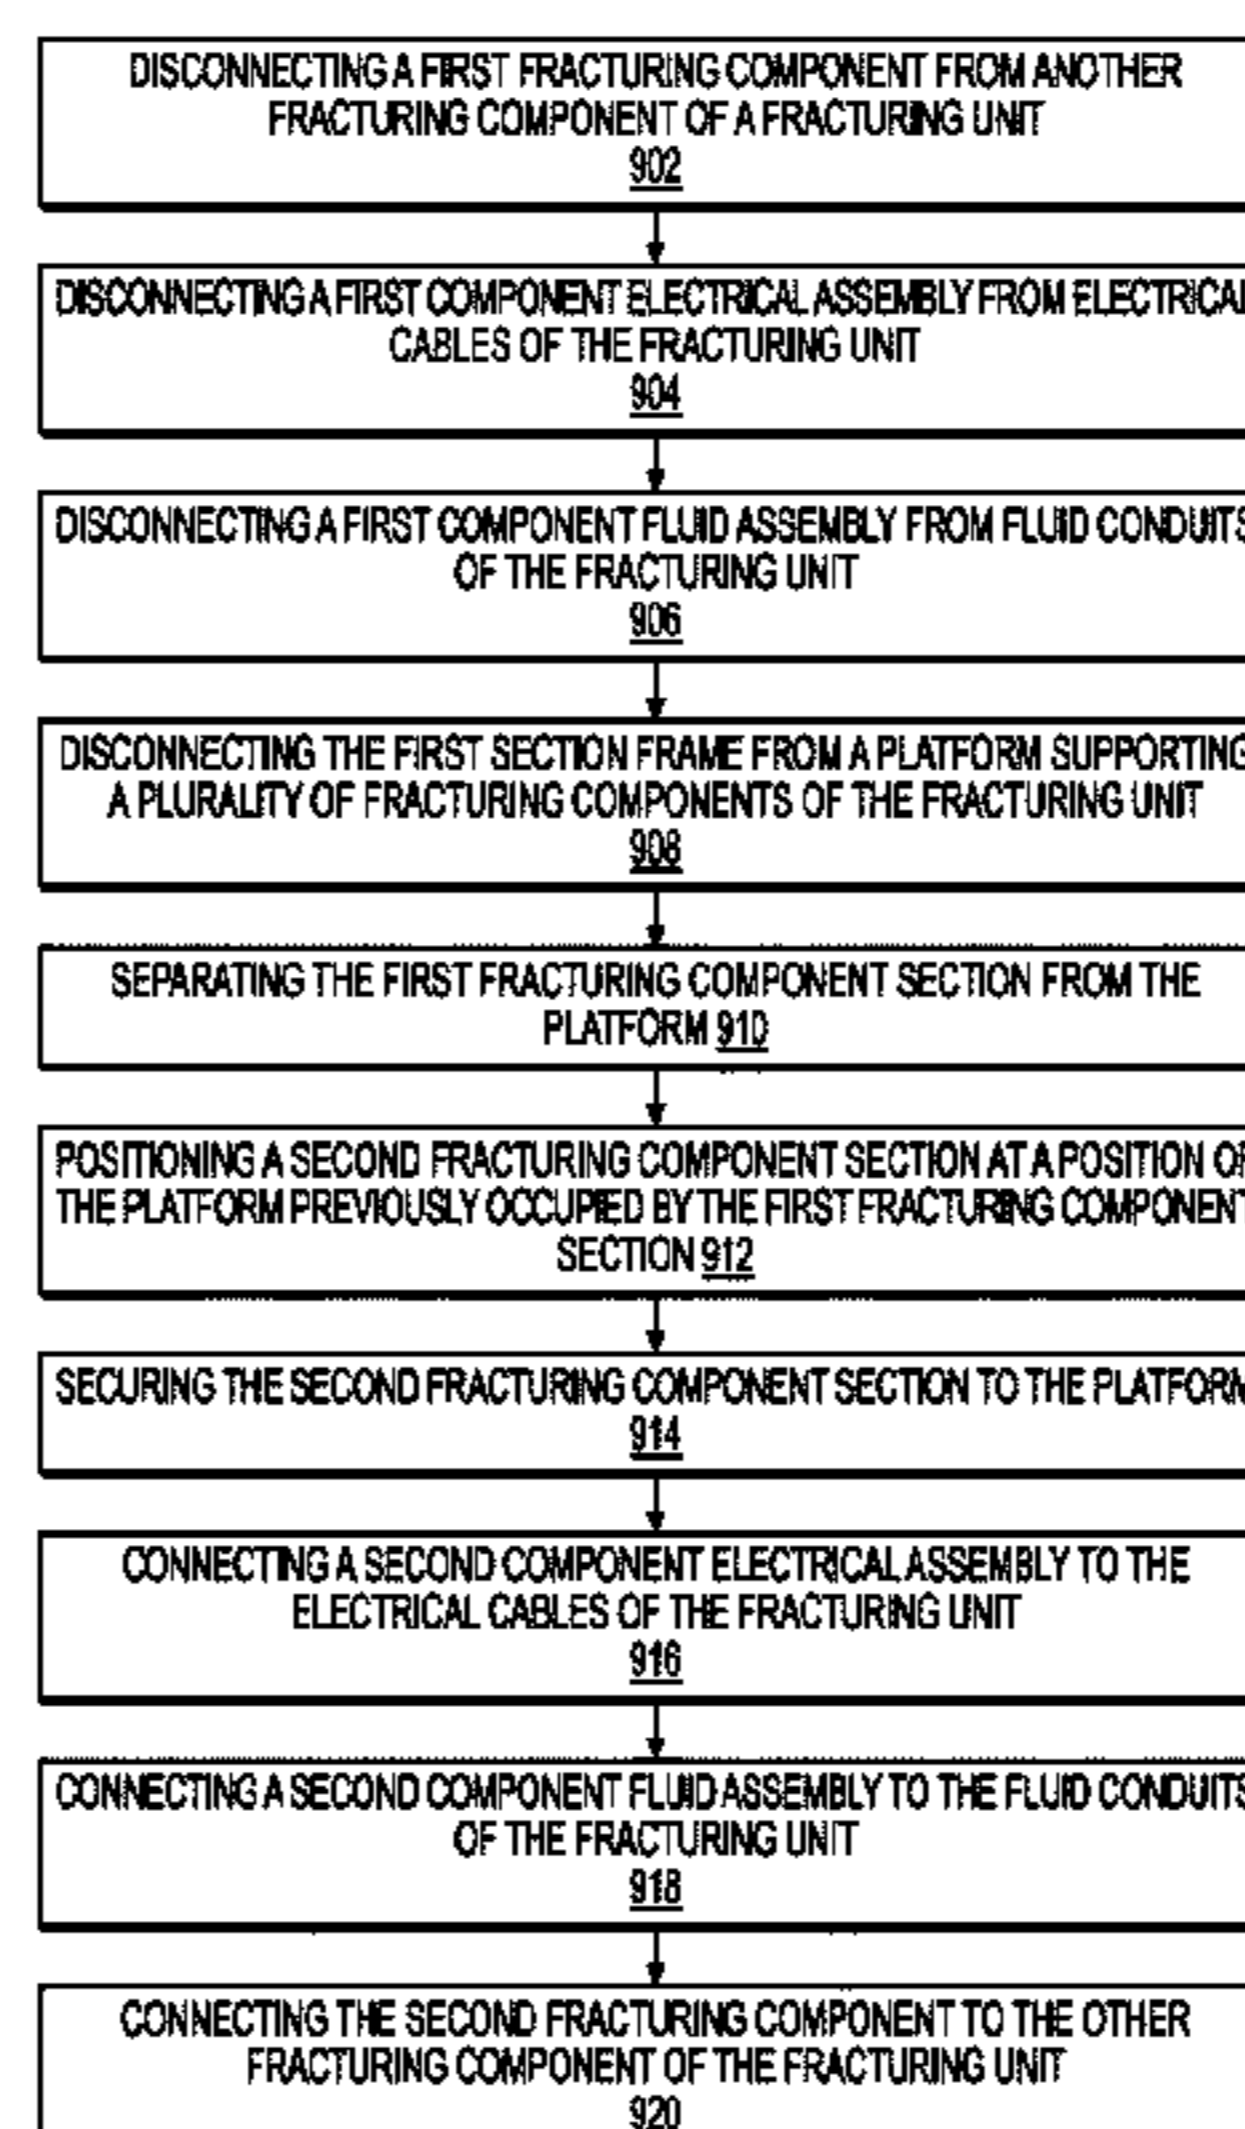 DISCONNECTING A FIRST FRACTURING COMPONENT FROM ANOTHER
FRACTURING COMPONENT OF A FRACTURING UNIT
902
DISCONNECTING A FIRST COMPONENT ELECTRICAL ASSEMBLY FROM ELECTRICAL
CABLES OF THE FRACTURING UNIT
904
DISCONNECTING A FIRST COMPONENT FLUID ASSEMBLY FROM FLUID CONDUITS
OF THE FRACTURING UNIT
906
DISCONNECTING THE FIRST SECTION FRAME FROM A PLATFORM SUPPORTING
A PLURALITY OF FRACTURING COMPONENTS OF THE FRACTURING UNIT
908
SEPARATING THE FIRST FRACTURING COMPONENT SECTION FROM THE
PLATFORM 910
POSITIONING A SECOND FRACTURING COMPONENT SECTION AT A POSITION OF
THE PLATFORM PREVIOUSLY OCCUPIED BY THE FIRST FRACTURING COMPONENT
SECTION 912
SECURING THE SECOND FRACTURING COMPONENT SECTION TO THE PLATFORM
914
CONNECTING A SECOND COMPONENT ELECTRICAL ASSEMBLY TO THE
ELECTRICAL CABLES OF THE FRACTURING UNIT
916
CONNECTING A SECOND COMPONENT FLUID ASSEMBLY TO THE FLUID CONDUITS
OF THE FRACTURING UNIT
918
CONNECTING THE SECOND FRACTURING COMPONENT TO THE OTHER
FRACTURING COMPONENT OF THE FRACTURING UNIT
920